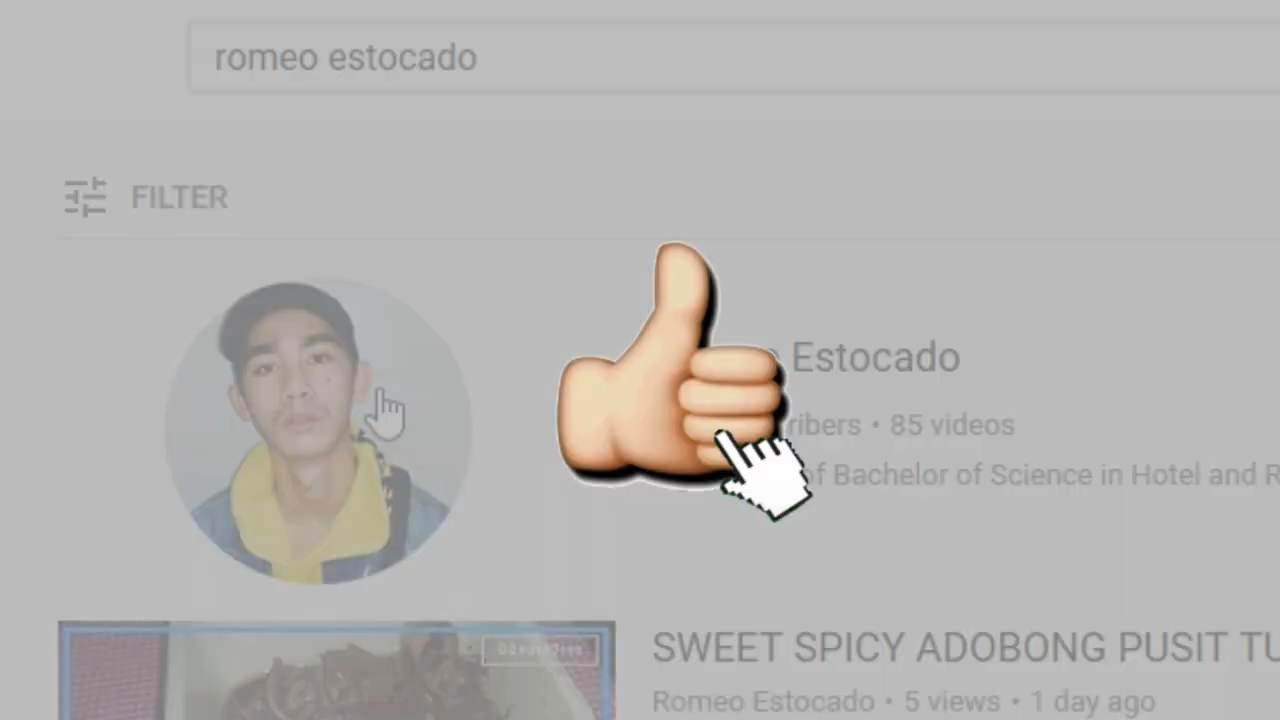 romeo estocado
FILTER
Estocado
ribers • 85 videos
of Bachelor of Science in Hotel and R
SWEET SPICY ADOBONG PUSIT TU
Romeo Estocado • 5 views • 1 day ago